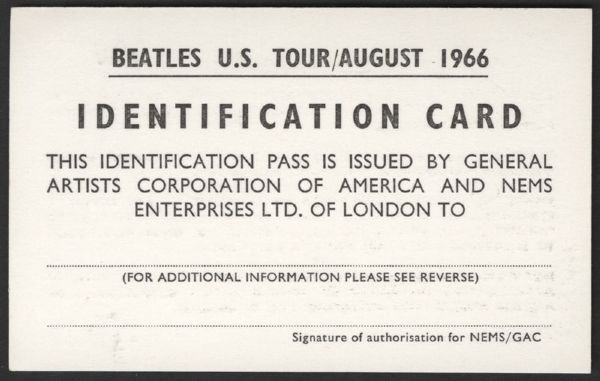 BEATLES U.S. TOUR/AUGUST 1966
IDENTIFICATION CARD
THIS IDENTIFICATION PASS IS ISSUED BY GENERAL
ARTISTS CORPORATION OF AMERICA AND NEMS
ENTERPRISES LTD. OF LONDON TO
(FOR ADDITIONAL INFORMATION PLEASE SEE REVERSE)
Signature of authorisation for NEMS/GAC